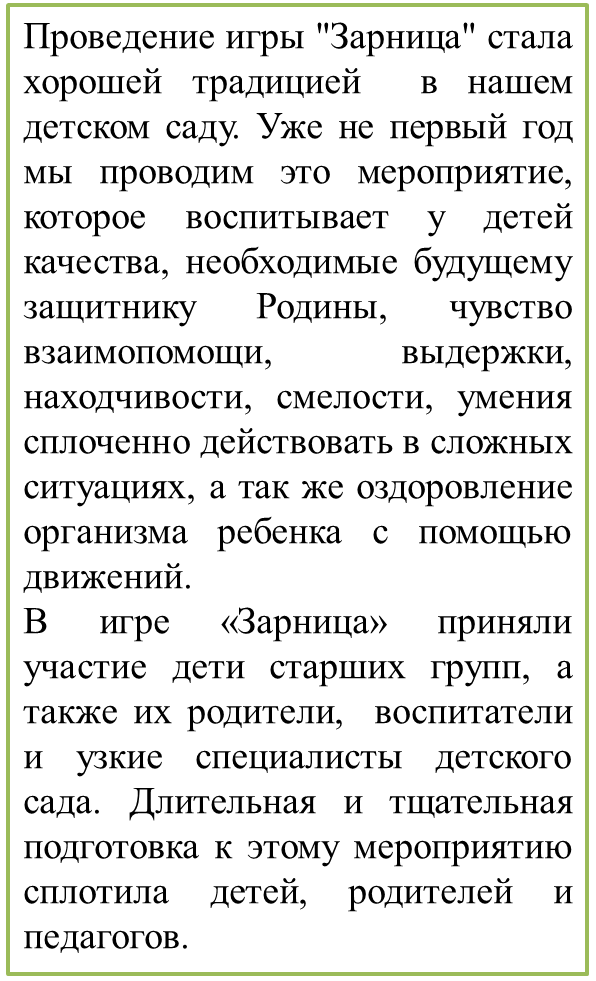 Проведение игры "Зарница" стала
хорошей традицией в нашем
детском саду. Уже не первый год
мы проводим это мероприятие,
которое воспитывает у детей
качества, необходимые будущему
защитнику Родины, чувство
взаимопомощи, выдержки,
находчивости, смелости, умения
сплоченно действовать в сложных
ситуациях, а так же оздоровление
организма ребенка с помощью
движений.
В игре «Зарница» приняли
участие дети старших групп, а
также их родители, воспитатели
и узкие специалисты детского
сада. Длительная и тщательная
подготовка к этому мероприятию
сплотила детей, родителей и
педагогов.